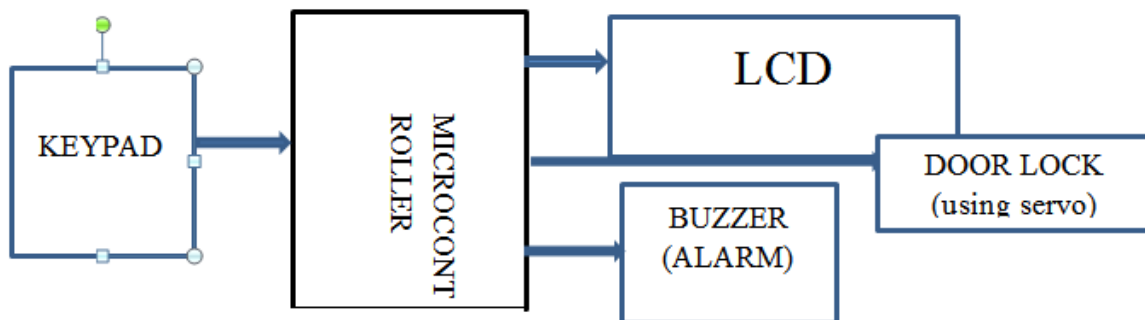 KEYPAD
MICROCONT
ROLLER
LCD
DOOR LOCK
(using servo)
BUZZER
(ALARM)